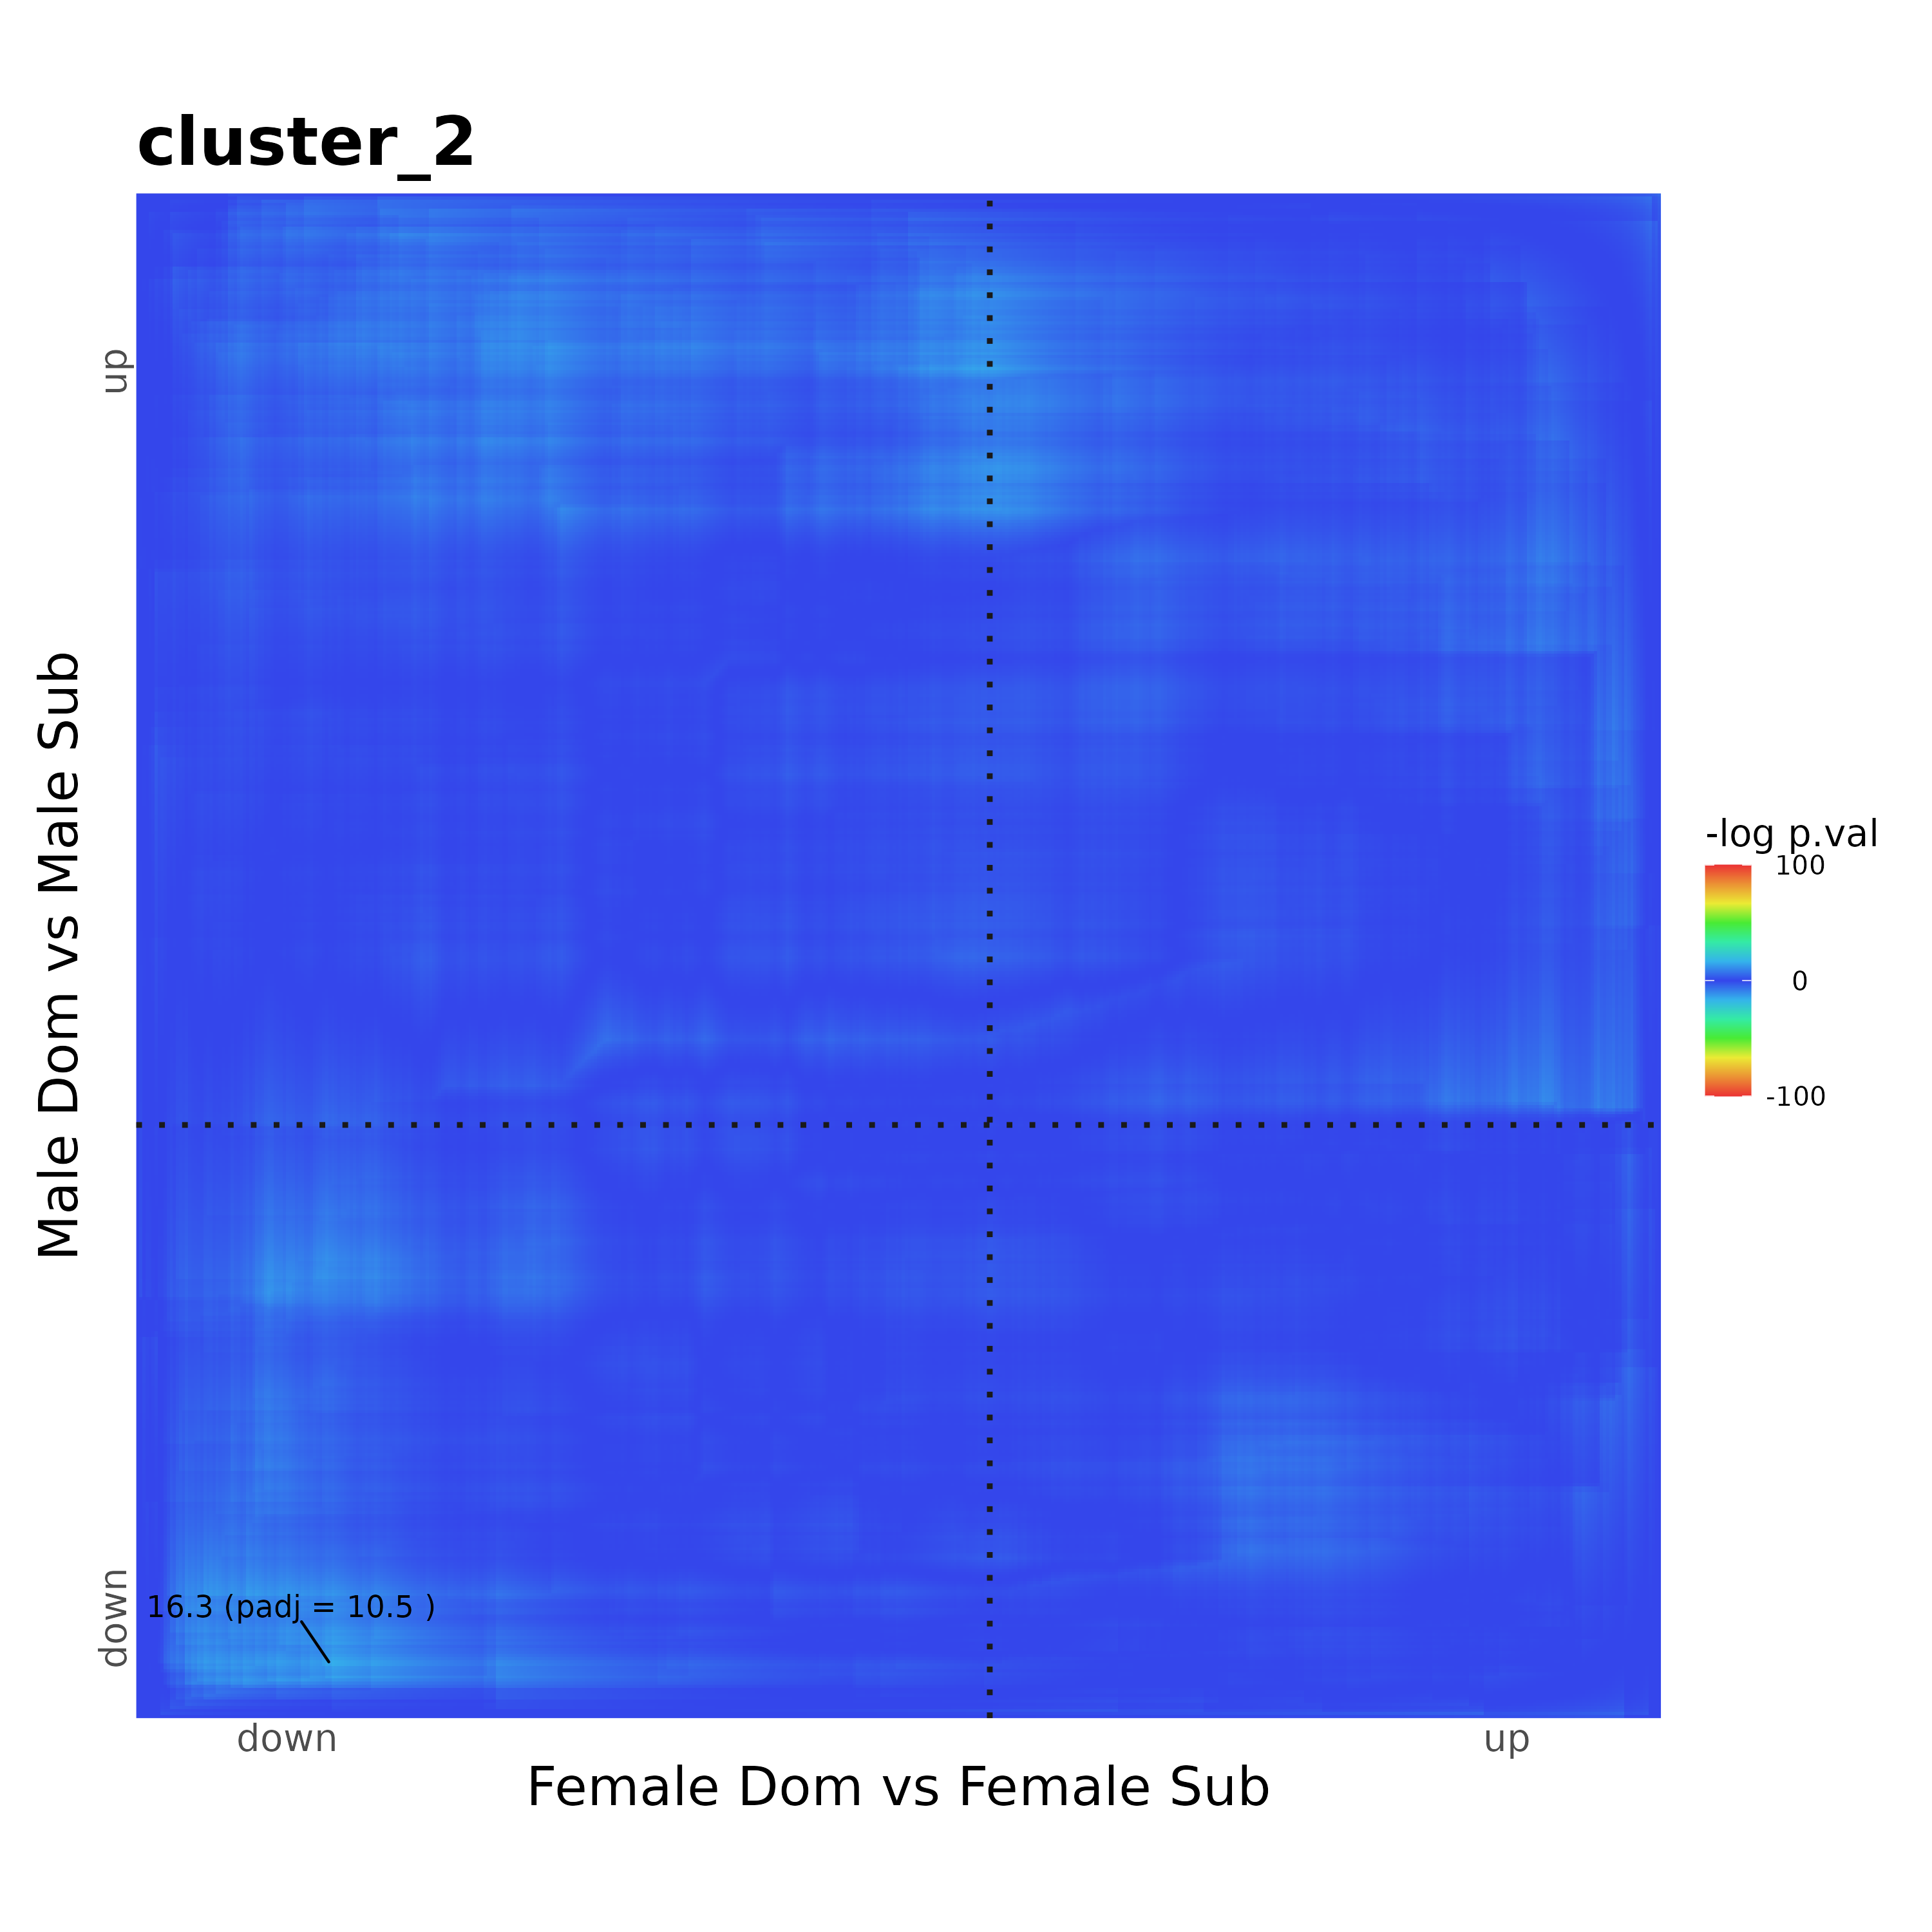 cluster_2
up
Male Dom vs Male Sub
down
16.3 (padj = 10.5 )
down
up
Female Dom vs Female Sub
-log p.val
100
0
-100